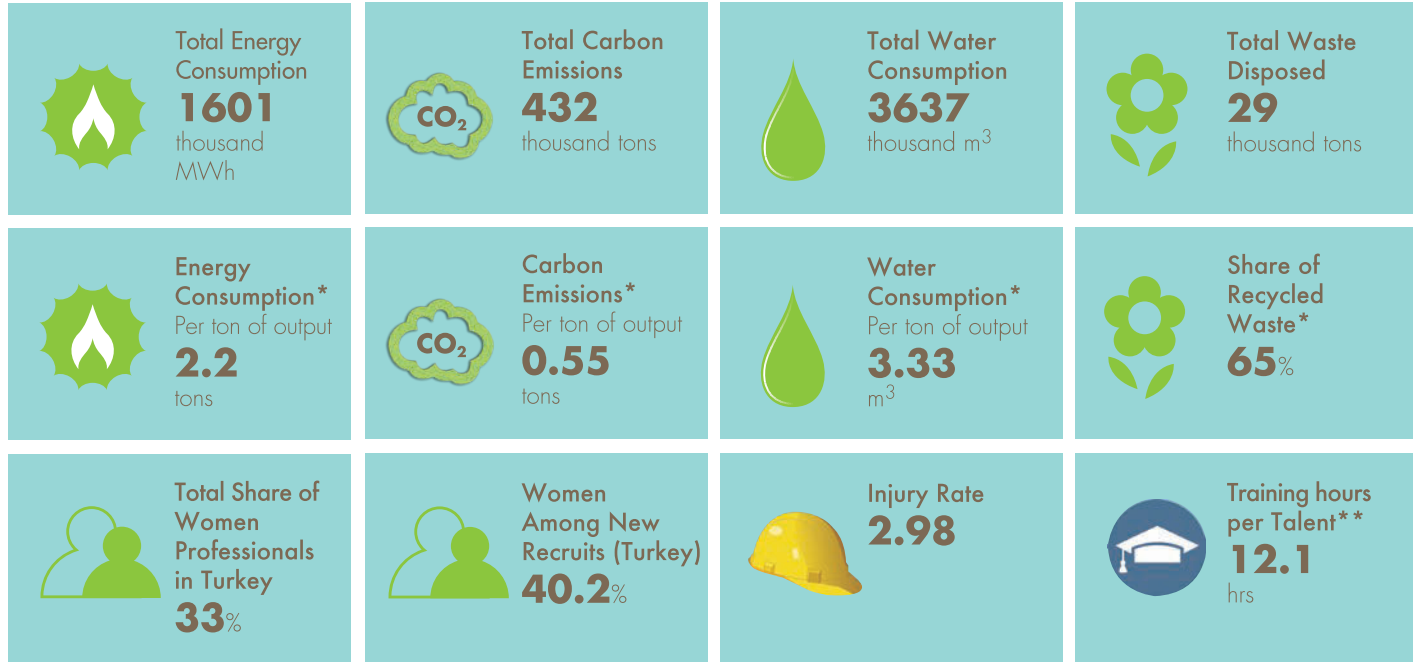 Total Energy
Consumption
1601
thousand
MWh
CO2
Total Carbon
Emissions
432
thousand tons
Total Water
Consumption
3637
thousand m3
Total Waste
Disposed
29
thousand tons
Energy
Consumption*
Per ton of output
2.2
tons
CO2
Carbon
Emissions*
Per ton of output
0.55
tons
Water
Consumption*
Per ton of output
3.33
m3
Share of
Recycled
Waste*
65%
Total Share of
Women
Professionals
in Turkey
33%
Women
Among New
Recruits (Turkey)
40.2%
Injury Rate
2.98
Training hours
per Talent**
12.1
hrs